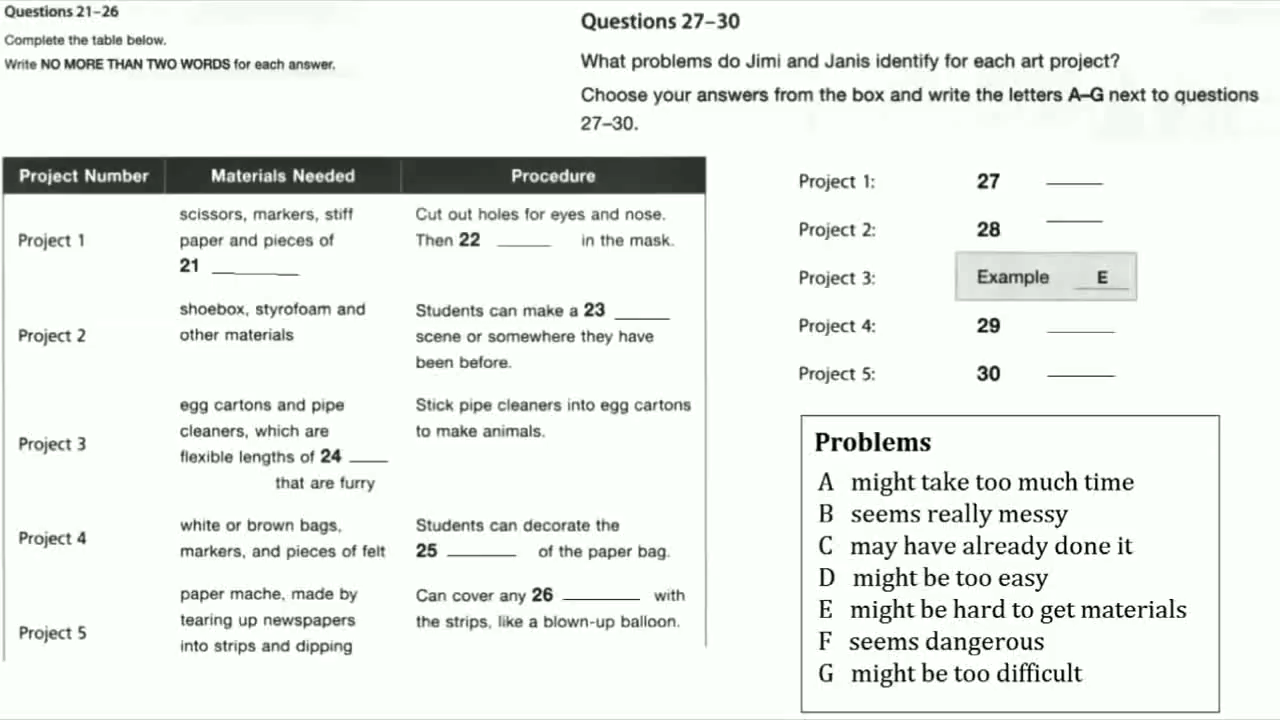 Questions 21–26
Complete the table below.
Write NO MORE THAN TWO WORDS for each answer.
Project Number Materials Needed Procedure
Project 1
scissors, markers, stiff
paper and pieces of
21 ______
Cut out holes for eyes and nose.
Then 22 ______ in the mask.
Project 2
shoebox, styrofoam and
other materials
Students can make a 23 ______
scene or somewhere they have
been before.
Project 3
egg cartons and pipe
cleaners, which are
flexible lengths of 24 ____
that are furry
Stick pipe cleaners into egg cartons
to make animals.
Project 4
white or brown bags,
markers, and pieces of felt
Students can decorate the
25 ______ of the paper bag.
Project 5
paper mache, made by
tearing up newspapers
into strips and dipping
Can cover any 26 ______ with
the strips, like a blown-up balloon.
Questions 27–30
What problems do Jimi and Janis identify for each art project?
Choose your answers from the box and write the letters A–G next to questions
27–30.
Project 1: 27 ______
Project 2: 28 ______
Project 3: Example E
Project 4: 29 ______
Project 5: 30 ______
Problems
A might take too much time
B seems really messy
C may have already done it
D might be too easy
E might be hard to get materials
F seems dangerous
G might be too difficult